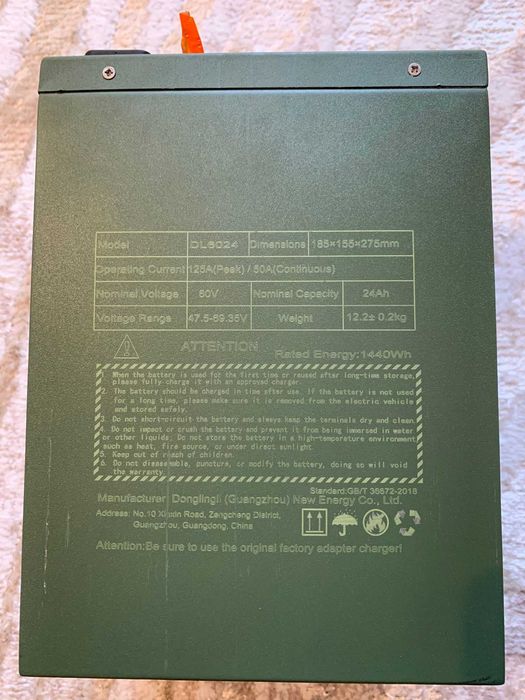 Model DL6024 Dimensions 185×155×275mm
Operating Current 125A(Peak) / 50A(Continuous)
Nominal Voltage 60V Nominal Capacity 24Ah
Voltage Range 47.5-69.35V Weight 12.2± 0.2kg
ATTENTION Rated Energy:1440Wh
1. When the battery is used for the first time or reused after long-time storage,
please fully charge it with an approved charger.
2. The battery should be charged in time after use. If the battery is not used
for a long time, please make sure it is removed from the electric vehicle
and stored safely.
3. Do not short-circuit the battery and always keep the terminals dry and clean.
4. Do not impact or crush the battery and prevent it from being immersed in water
or other liquids; Do not store the battery in a high-temperature environment
such as heat, fire source, or under direct sunlight.
5. Keep out of reach of children.
6. Do not disassemble, puncture, or modify the battery, doing so will void
the warranty.
Standard:GB/T 36672-2018
Manufacturer Donglingli (Guangzhou) New Energy Co., Ltd.
Address: No.10 Road, Zengcheng District,
Guangzhou, Guangdong, China
Attention:Be sure to use the original factory adapter charger!